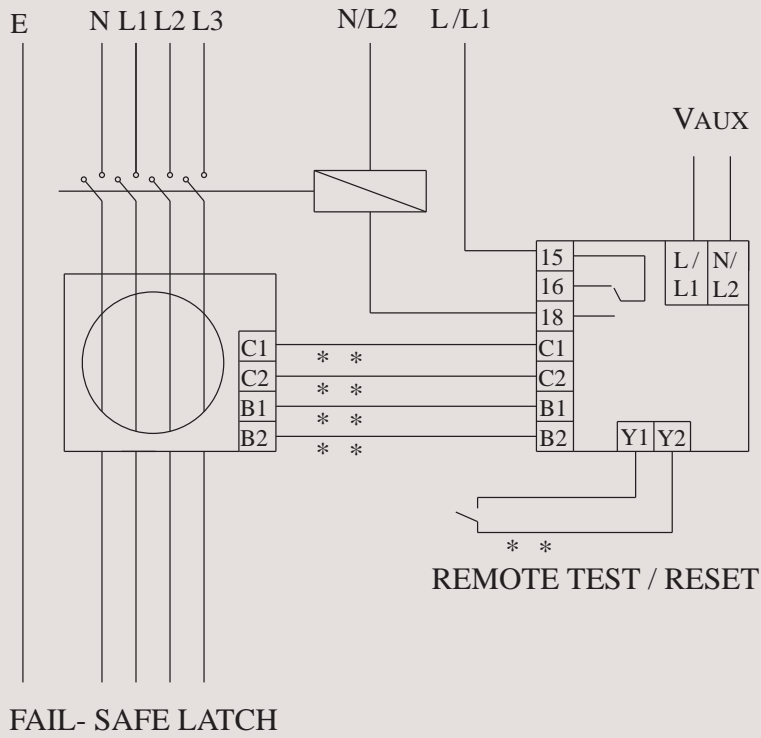 E N L1 L2 L3 N/L2 L /L1
VAUX
15 L / N/
16 L1 L2
18
C1 C1
* *
C2 C2
* *
B1 B1
* *
B2 B2 Y1 Y2
* *
* *
REMOTE TEST / RESET
FAIL- SAFE LATCH